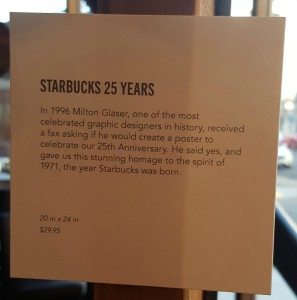 STARBUCKS 25 YEARS
In 1996 Milton Glaser, one of the most
celebrated graphic designers in history, received
a fax asking if he would create a poster to
celebrate our 25th Anniversary. He said yes, and
gave us this stunning homage to the spirit of
1971, the year Starbucks was born.
20 in x 24 in
$29.95